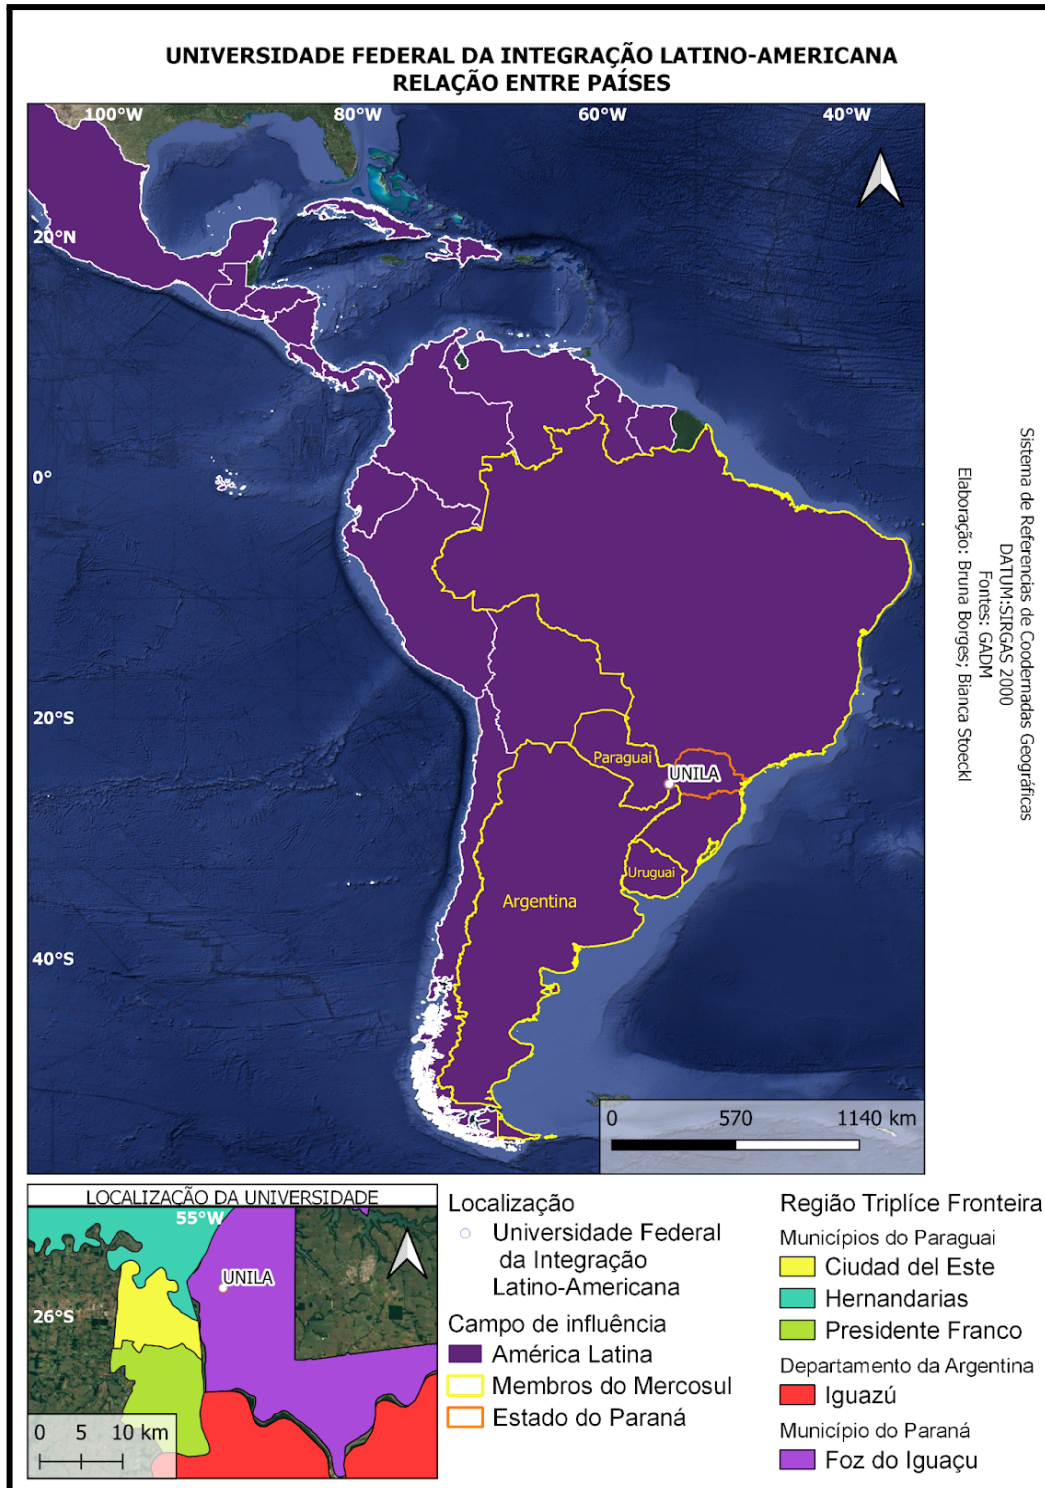 UNIVERSIDADE FEDERAL DA INTEGRAÇÃO LATINO-AMERICANA
RELAÇÃO ENTRE PAÍSES
100°W
80°W
60°W
40°W
20°N
0°
20°S
40°S
Paraguai
UNILA
Uruguai
Argentina
0 570 1140 km
Sistema de Referencias de Coodernadas Geográficas
DATUM:SIRGAS 2000
Fontes: GADM
Elaboração: Bruna Borges; Bianca Stoeckl
LOCALIZAÇÃO DA UNIVERSIDADE
55°W
UNILA
26°S
0 5 10 km
Localização
Universidade Federal
da Integração
Latino-Americana
Campo de influência
América Latina
Membros do Mercosul
Estado do Paraná
Região Triplíce Fronteira
Municípios do Paraguai
Ciudad del Este
Hernandarias
Presidente Franco
Departamento da Argentina
Iguazú
Município do Paraná
Foz do Iguaçu